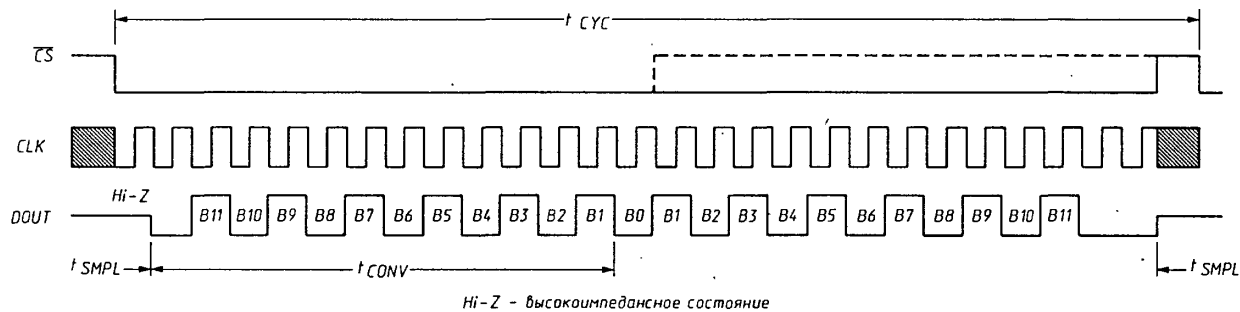 t CYC
CS
CLK
Hi-Z
DOUT
B11 B10 B9 B8 B7 B6 B5 B4 B3 B2 B1 B0 B1 B2 B3 B4 B5 B6 B7 B8 B9 B10 B11
t SMPL
t CONV
t SMPL
Hi-Z - высокоимпедансное состояние